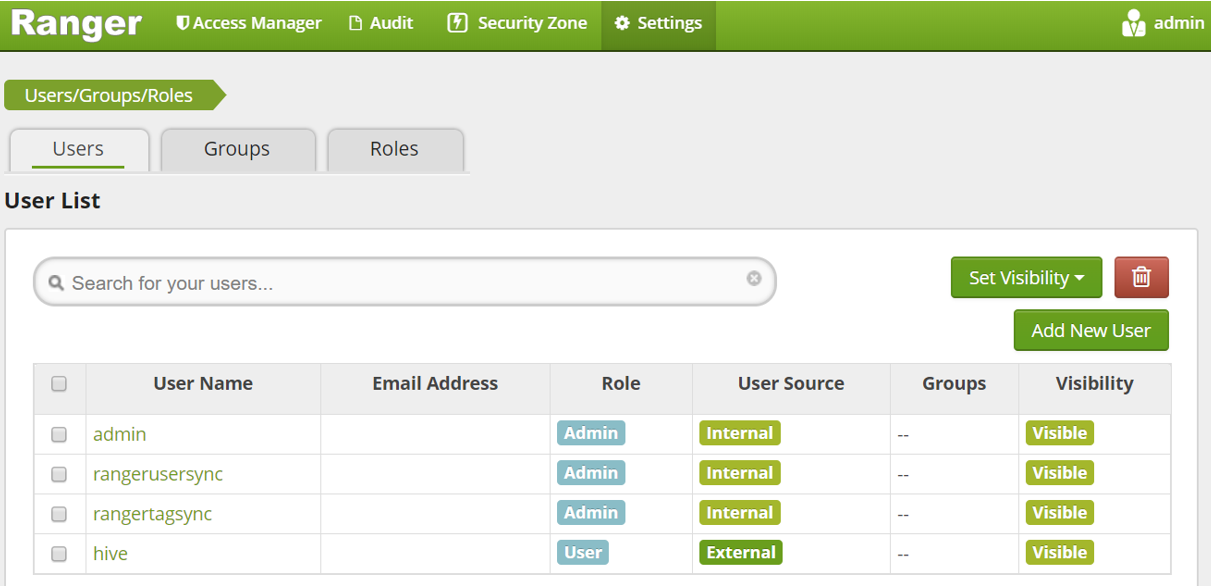 Ranger Access Manager Audit Security Zone Settings admin
Users/Groups/Roles
Users Groups Roles
User List
Search for your users...
Set Visibility
Add New User
User Name Email Address Role User Source Groups Visibility
admin Admin Internal -- Visible
rangerusersync Admin Internal -- Visible
rangertagsync Admin Internal -- Visible
hive User External -- Visible